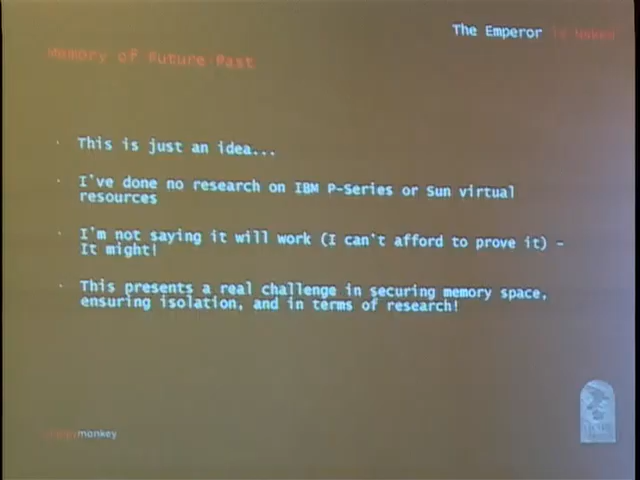 The Emperor is Naked
Memory of Future Past
· This is just an idea...
· I've done no research on IBM P-Series or Sun virtual
resources
· I'm not saying it will work (I can't afford to prove it) –
It might!
· This presents a real challenge in securing memory space,
ensuring isolation, and in terms of research!
monkey